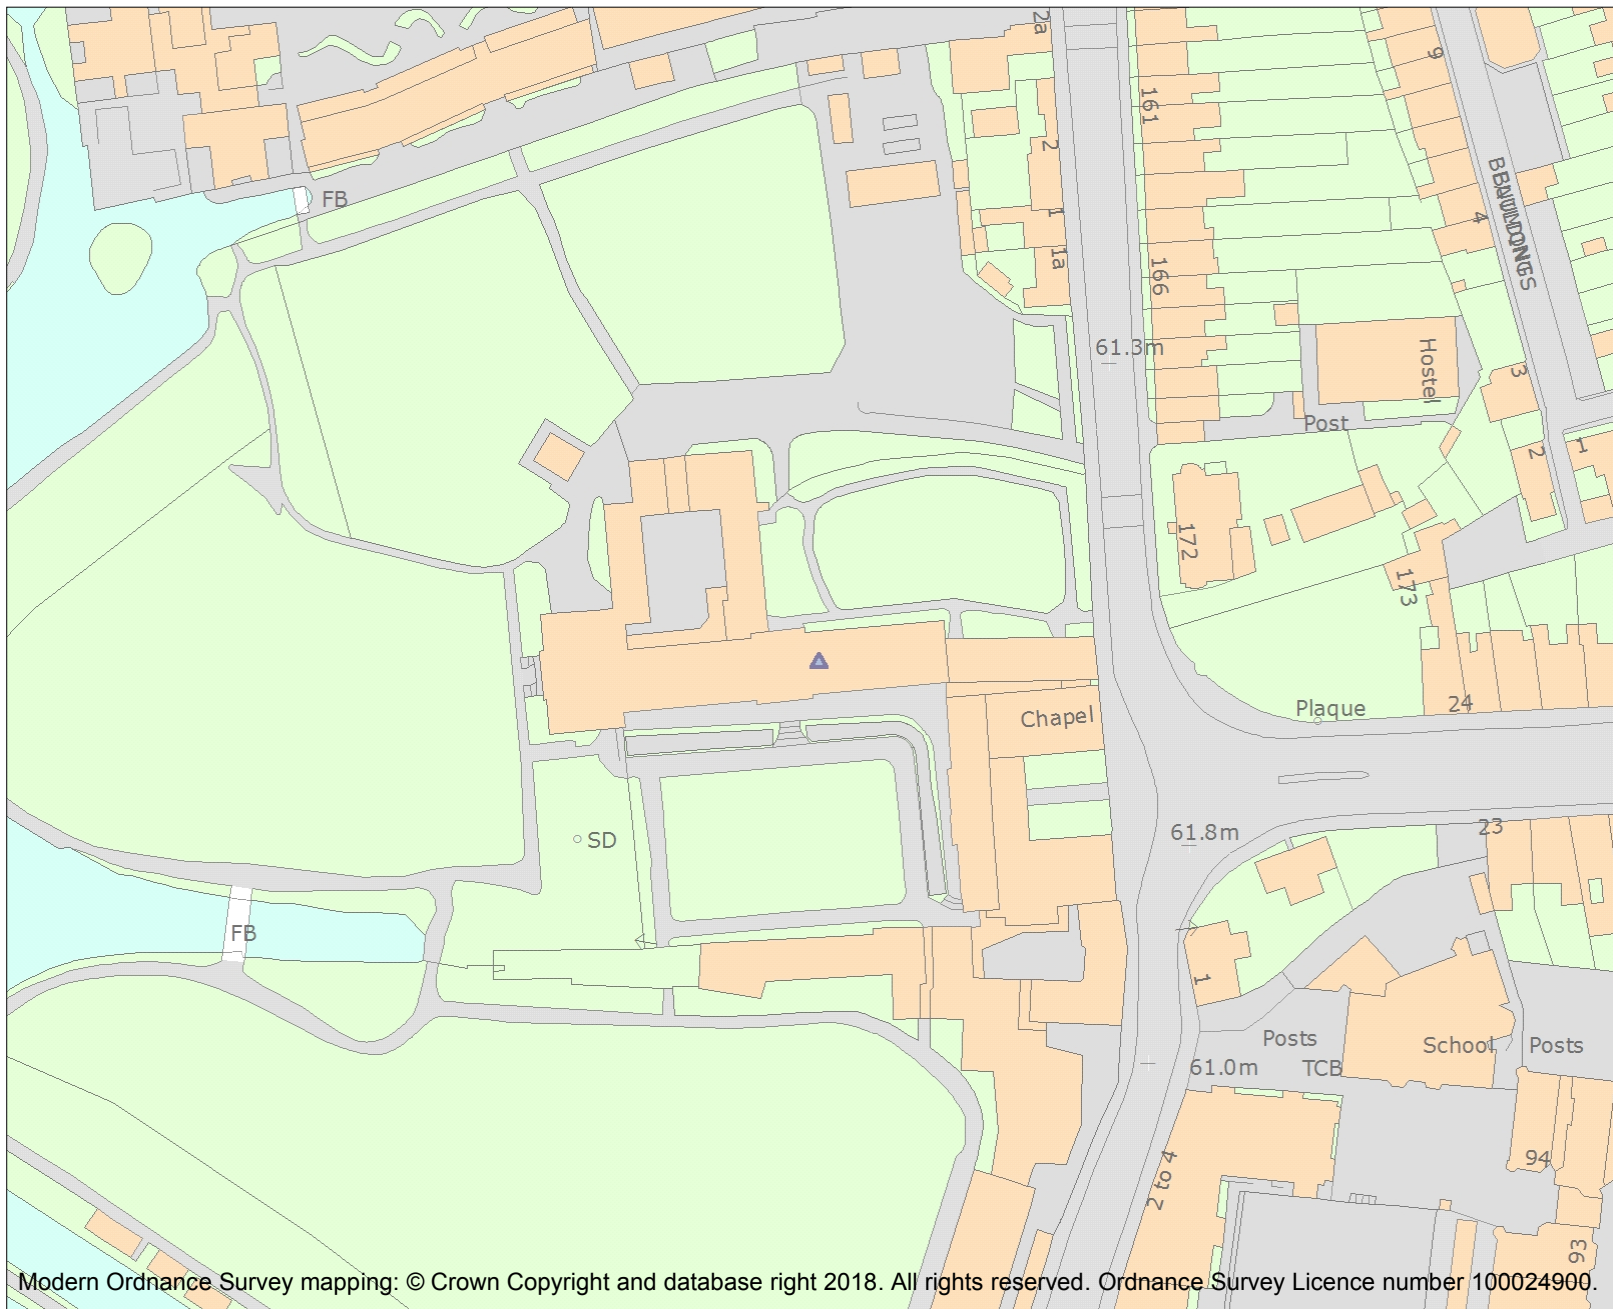 2a
9
161
2
FB
1
4
1a
166
61.3m
Hostel
3
Post
2
1
172
173
24
Plaque
Chapel
23
61.8m
SD
FB
1
Posts
School
Posts
61.0m
TCB
94
2 to 4
93
Modern Ordnance Survey mapping: © Crown Copyright and database right 2018. All rights reserved. Ordnance Survey Licence number 100024900.